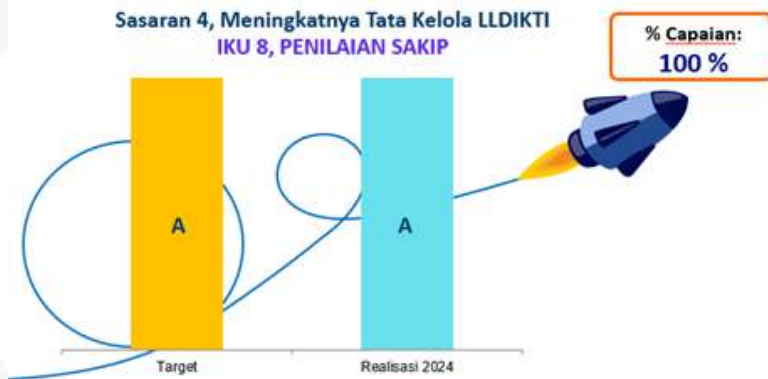 Sasaran 4, Meningkatnya Tata Kelola LLDIKTI
IKU 8, PENILAIAN SAKIP
% Capaian:
100 %
A
A
Target
Realisasi 2024